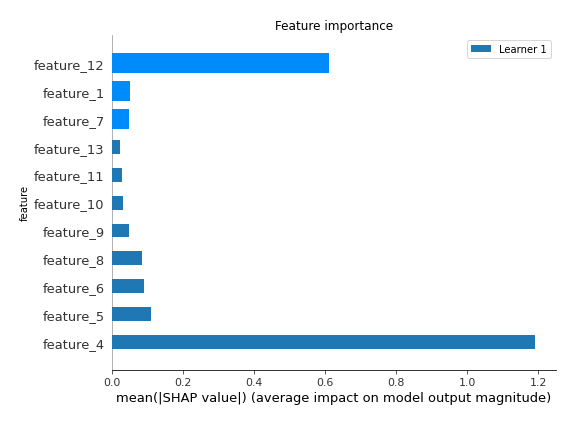 Feature importance
Learner 1
feature_12
feature_1
feature_7
feature_13
feature_11
feature_10
feature_9
feature_8
feature_6
feature_5
feature_4
feature
0.0 0.2 0.4 0.6 0.8 1.0 1.2
mean(|SHAP value|) (average impact on model output magnitude)